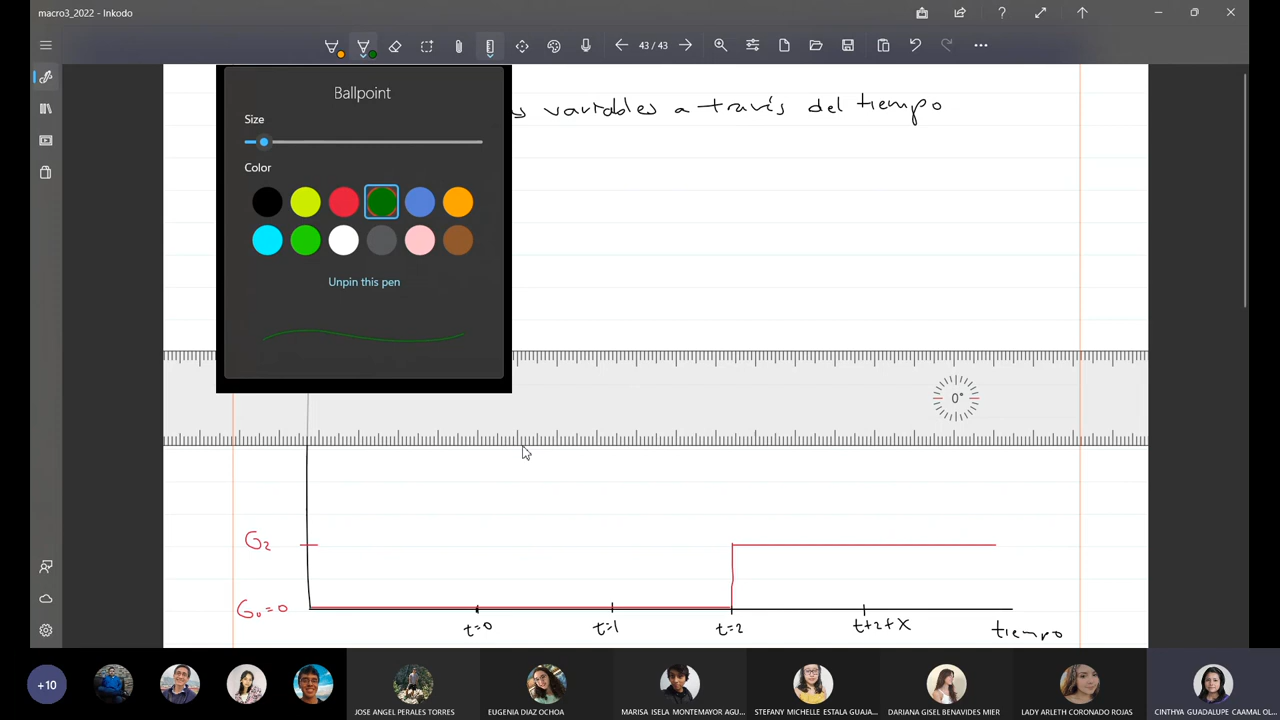 macro3_2022 - Inkodo
43 / 43
Ballpoint
Size
Color
Unpin this pen
s variables a través del tiempo
0°
G2
G0=0
t=0
t=1
t=2
t+2+X
tiempo
+10
JOSE ANGEL PERALES TORRES
EUGENIA DIAZ OCHOA
MARISA ISELA MONTEMAYOR AGU...
STEFANY MICHELLE ESTALA GUAJA...
DARIANA GISEL BENAVIDES MIER
LADY ARLETH CORONADO ROJAS
CINTHYA GUADALUPE CAAMAL OL...